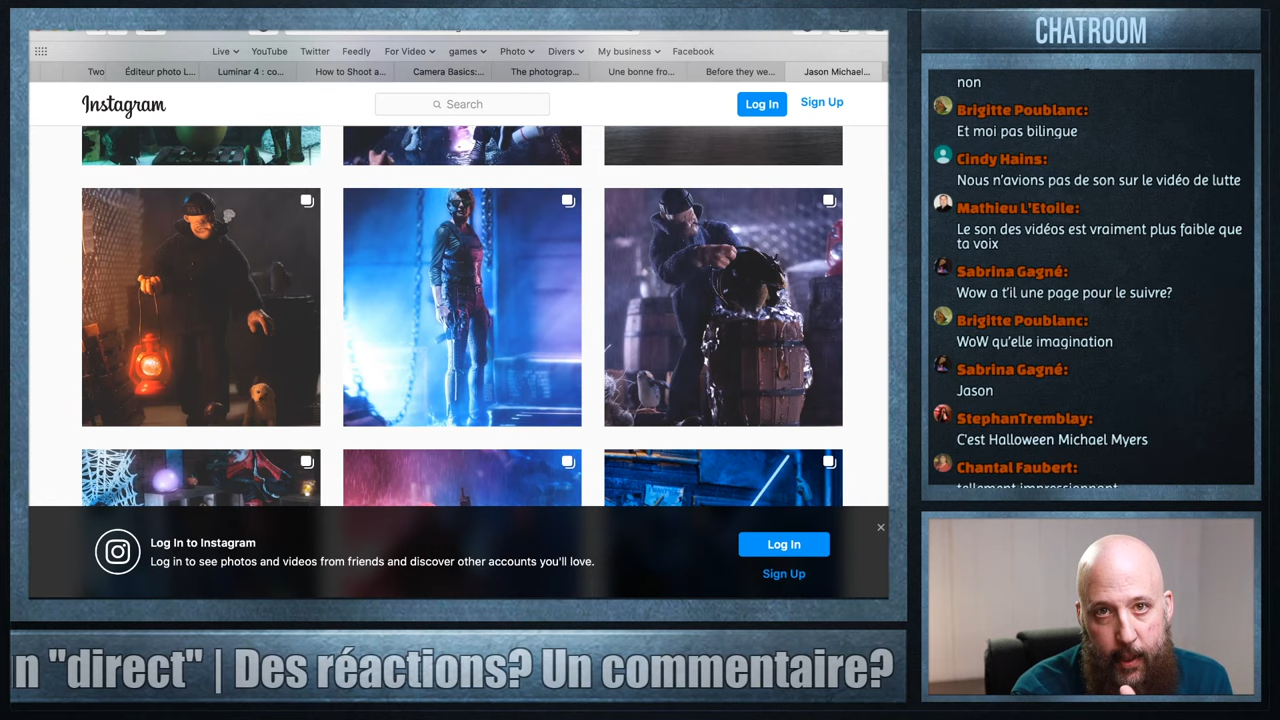 Live YouTube Twitter Feedly For Video games Photo Divers My business Facebook
Two Éditeur photo L... Luminar 4 : co... How to Shoot a... Camera Basics:... The photograp... Une bonne fro... Before they we... Jason Michael...
Instagram
Search
Log In
Sign Up
Log In to Instagram
Log in to see photos and videos from friends and discover other accounts you'll love.
Log In
Sign Up
n "direct" | Des réactions? Un commentaire?
CHATROOM
non
Brigitte Poublanc:
Et moi pas bilingue
Cindy Hains:
Nous n'avions pas de son sur le vidéo de lutte
Mathieu L'Etoile:
Le son des vidéos est vraiment plus faible que
ta voix
Sabrina Gagné:
Wow a t'il une page pour le suivre?
Brigitte Poublanc:
WoW qu'elle imagination
Sabrina Gagné:
Jason
StephanTremblay:
C'est Halloween Michael Myers
Chantal Faubert:
tellement impressionnant